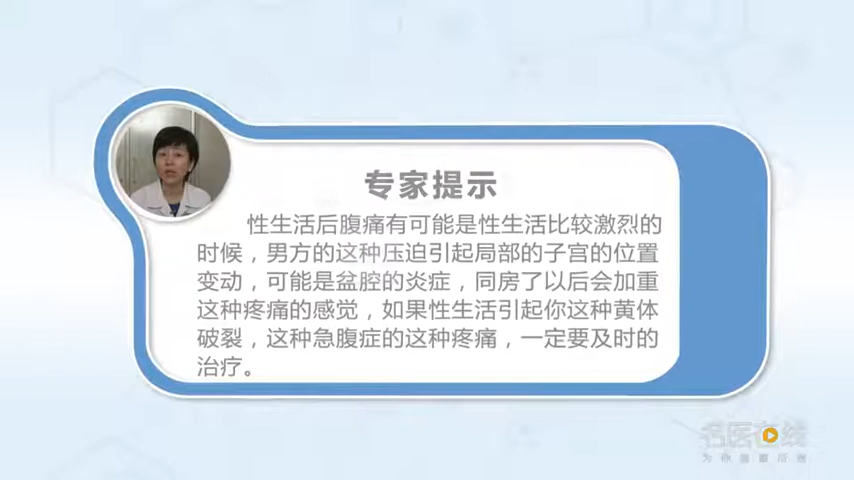 专家提示
性生活后腹痛有可能是性生活比较激烈的
时候，男方的这种压迫引起局部的子宫的位置
变动，可能是盆腔的炎症，同房了以后会加重
这种疼痛的感觉，如果性生活引起你这种黄体
破裂，这种急腹症的这种疼痛，一定要及时的
治疗。
名医在线